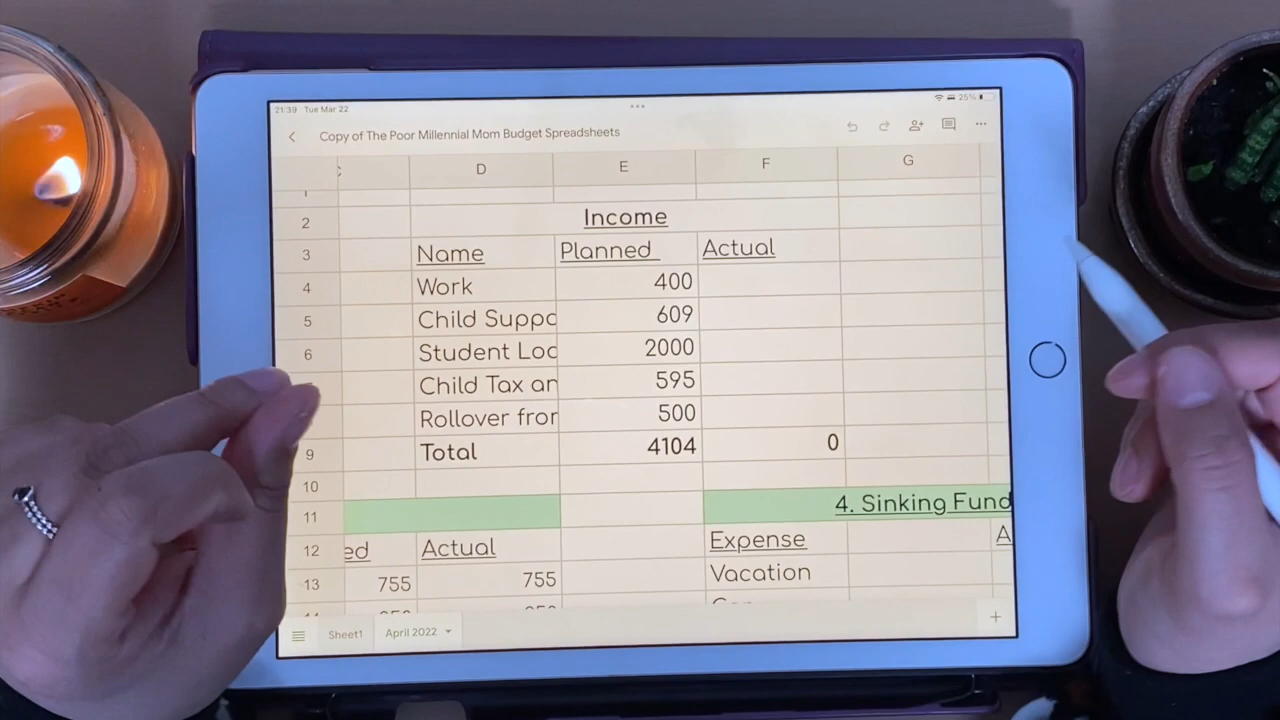 21:39 Tue Mar 22
25%
Copy of The Poor Millennial Mom Budget Spreadsheets
D E F G
2 Income
3 Name Planned Actual
4 Work 400
5 Child Suppo 609
6 Student Loa 2000
Child Tax an 595
Rollover fror 500
9 Total 4104 0
10
11 4. Sinking Fund
12 ed Actual Expense A
13 755 755 Vacation
Sheet1 April 2022